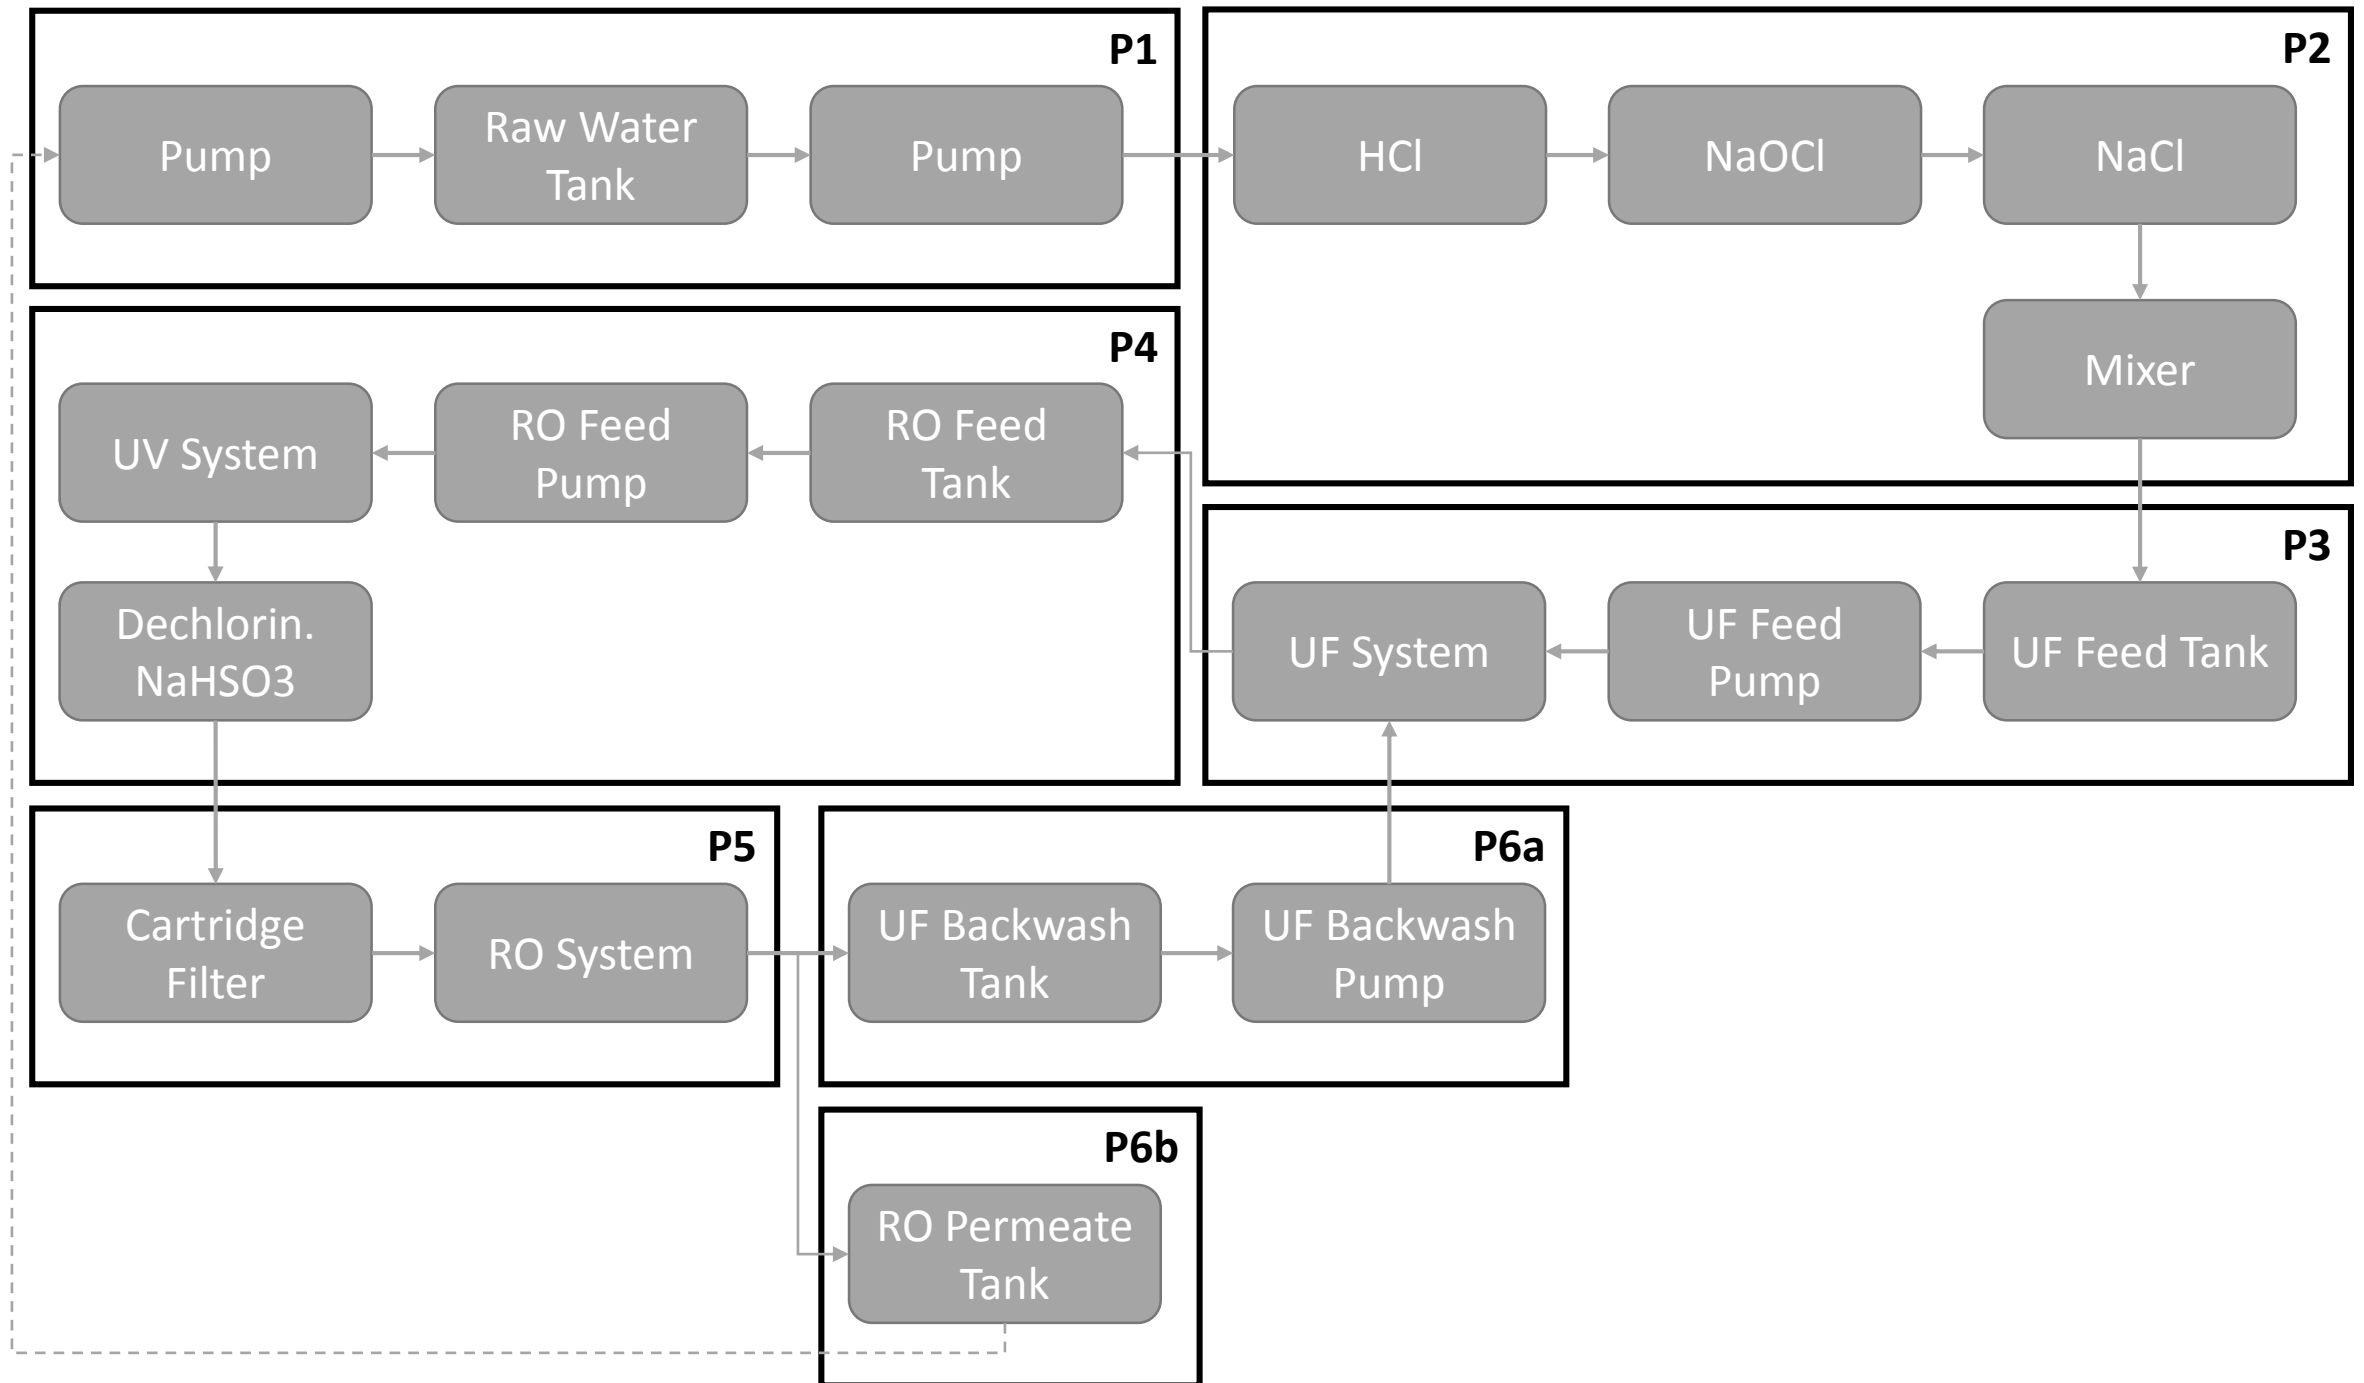 P1
Pump
Raw Water
Tank
Pump
P2
HCl
NaOCl
NaCl
Mixer
P4
UV System
RO Feed
Pump
RO Feed
Tank
Dechlorin.
NaHSO3
P3
UF System
UF Feed
Pump
UF Feed Tank
P5
Cartridge
Filter
RO System
P6a
UF Backwash
Tank
UF Backwash
Pump
P6b
RO Permeate
Tank